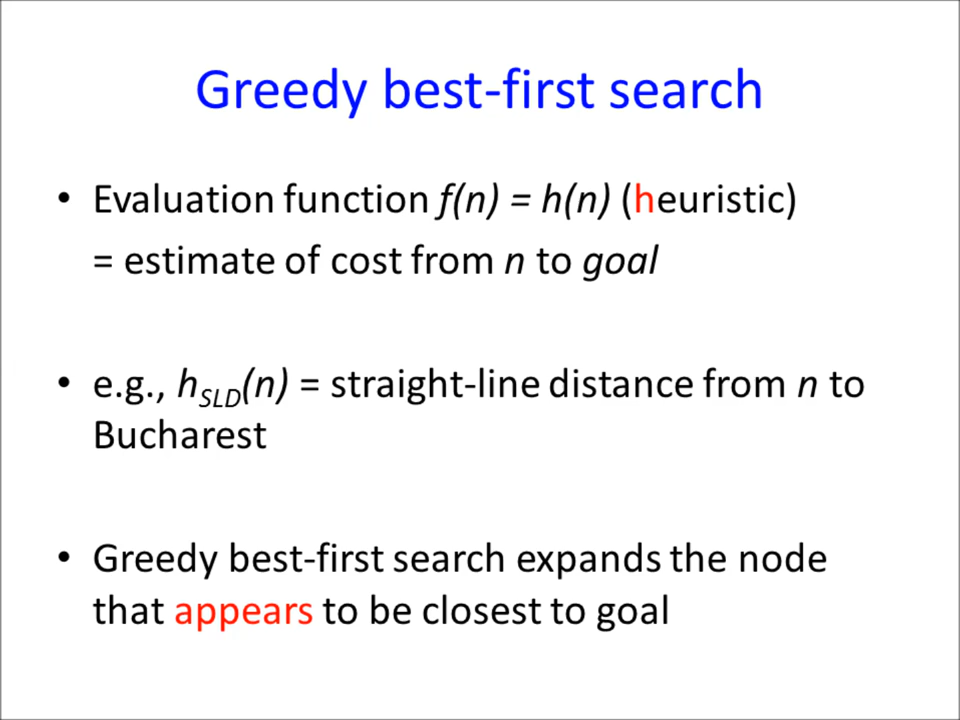 Greedy best-first search
• Evaluation function f(n) = h(n) (heuristic)
= estimate of cost from n to goal
• e.g., hSLD(n) = straight-line distance from n to
Bucharest
• Greedy best-first search expands the node
that appears to be closest to goal